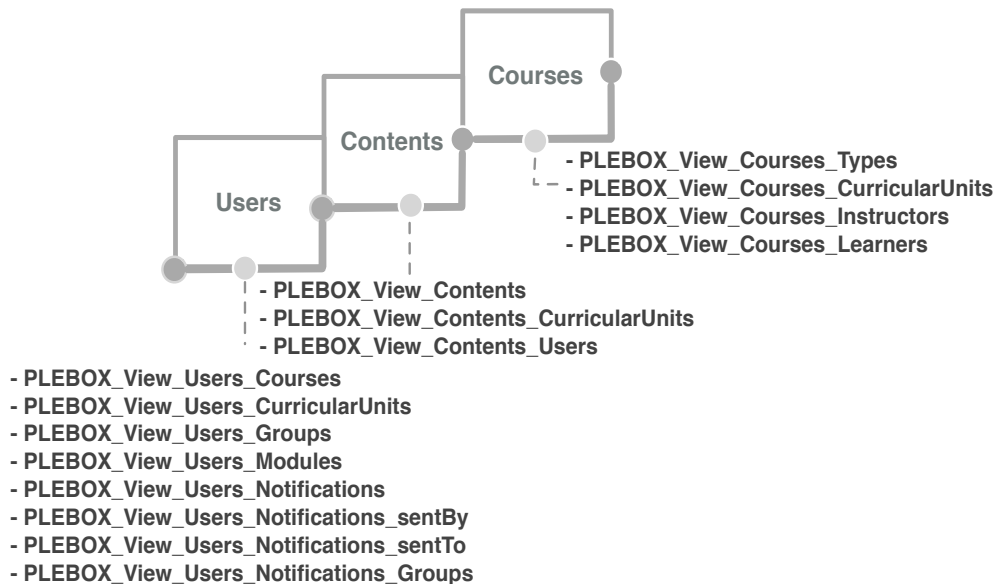 Courses
Contents
Users
- PLEBOX_View_Courses_Types
- PLEBOX_View_Courses_CurricularUnits
- PLEBOX_View_Courses_Instructors
- PLEBOX_View_Courses_Learners
- PLEBOX_View_Contents
- PLEBOX_View_Contents_CurricularUnits
- PLEBOX_View_Contents_Users
- PLEBOX_View_Users_Courses
- PLEBOX_View_Users_CurricularUnits
- PLEBOX_View_Users_Groups
- PLEBOX_View_Users_Modules
- PLEBOX_View_Users_Notifications
- PLEBOX_View_Users_Notifications_sentBy
- PLEBOX_View_Users_Notifications_sentTo
- PLEBOX_View_Users_Notifications_Groups